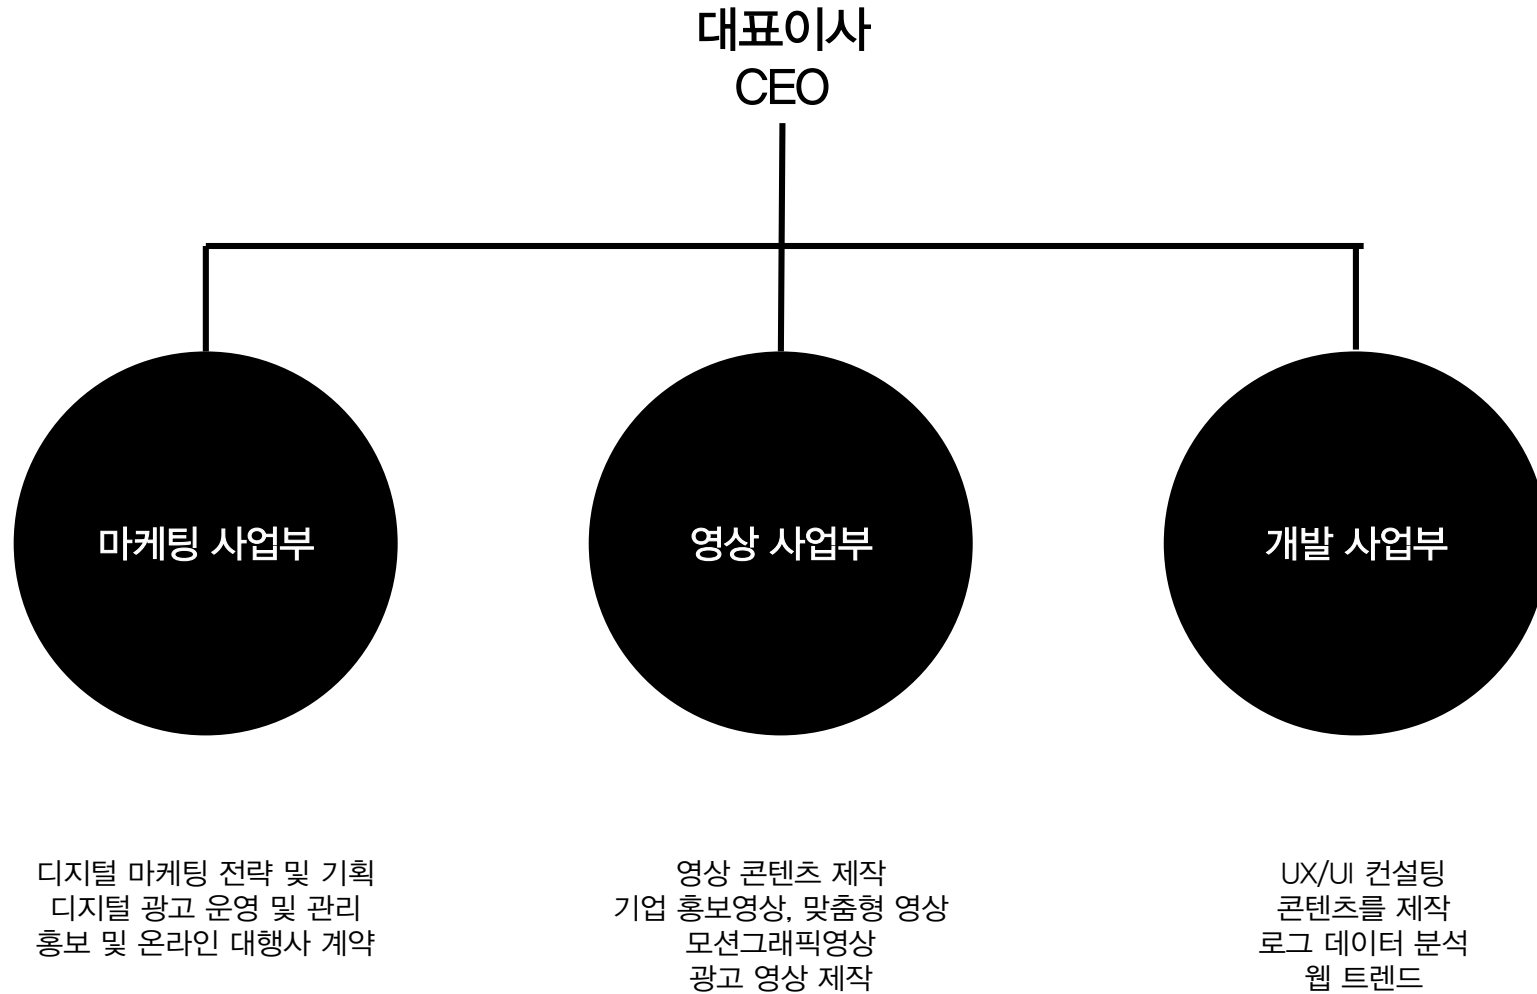 대표이사
CEO
마케팅 사업부
영상 사업부
개발 사업부
디지털 마케팅 전략 및 기획
디지털 광고 운영 및 관리
홍보 및 온라인 대행사 계약
영상 콘텐츠 제작
기업 홍보영상, 맞춤형 영상
모션그래픽영상
광고 영상 제작
UX/UI 컨설팅
콘텐츠를 제작
로그 데이터 분석
웹 트렌드